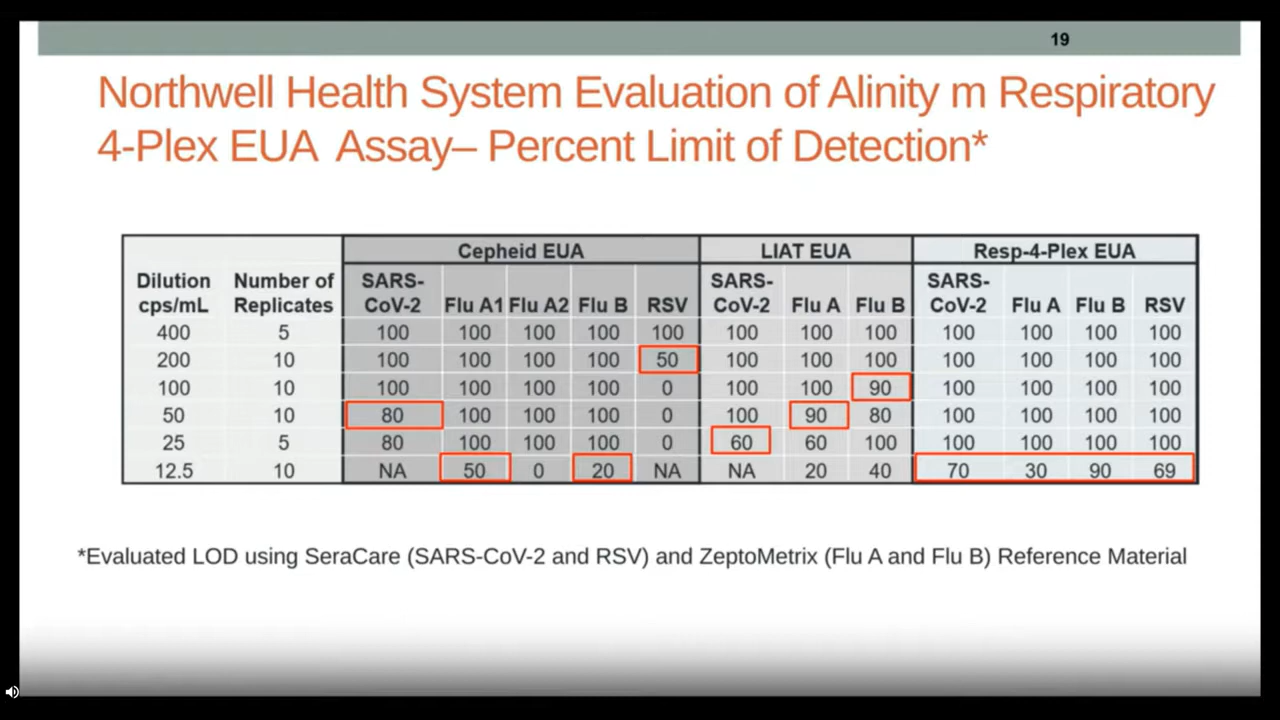 19
Northwell Health System Evaluation of Alinity m Respiratory
4-Plex EUA Assay– Percent Limit of Detection*
Cepheid EUA LIAT EUA Resp-4-Plex EUA
Dilution cps/mL Number of Replicates SARS-CoV-2 Flu A1 Flu A2 Flu B RSV SARS-CoV-2 Flu A Flu B SARS-CoV-2 Flu A Flu B RSV
400 5 100 100 100 100 100 100 100 100 100 100 100 100
200 10 100 100 100 100 50 100 100 100 100 100 100 100
100 10 100 100 100 100 0 100 100 90 100 100 100 100
50 10 80 100 100 100 0 100 90 80 100 100 100 100
25 5 80 100 100 100 0 60 60 100 100 100 100 100
12.5 10 NA 50 0 20 NA NA 20 40 70 30 90 69
*Evaluated LOD using SeraCare (SARS-CoV-2 and RSV) and ZeptoMetrix (Flu A and Flu B) Reference Material